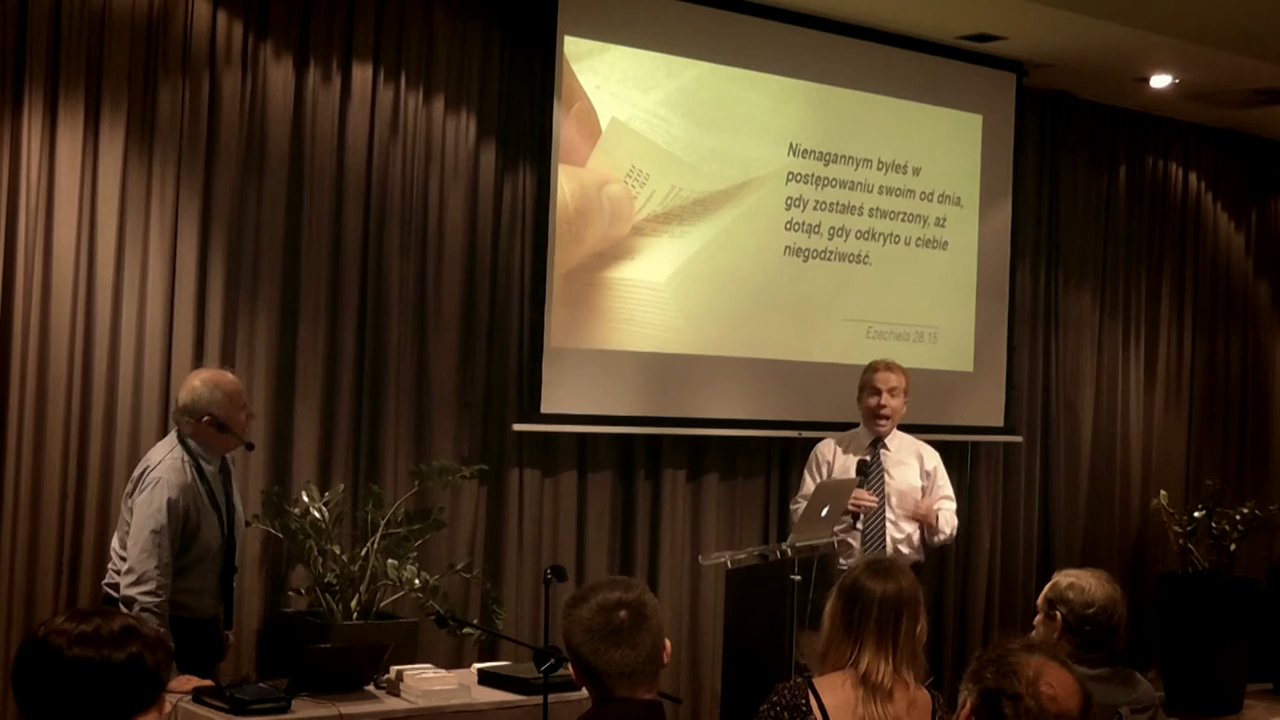 Nienagannym byłeś w
postępowaniu swoim od dnia,
gdy zostałeś stworzony, aż
dotąd, gdy odkryto u ciebie
niegodziwość.
Ezechiela 28,15